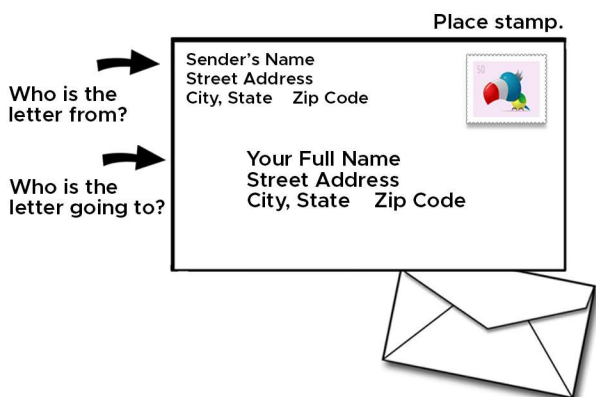 Place stamp.
Sender's Name
Street Address
City, State Zip Code
50
Who is the
letter from?
Your Full Name
Street Address
City, State Zip Code
Who is the
letter going to?